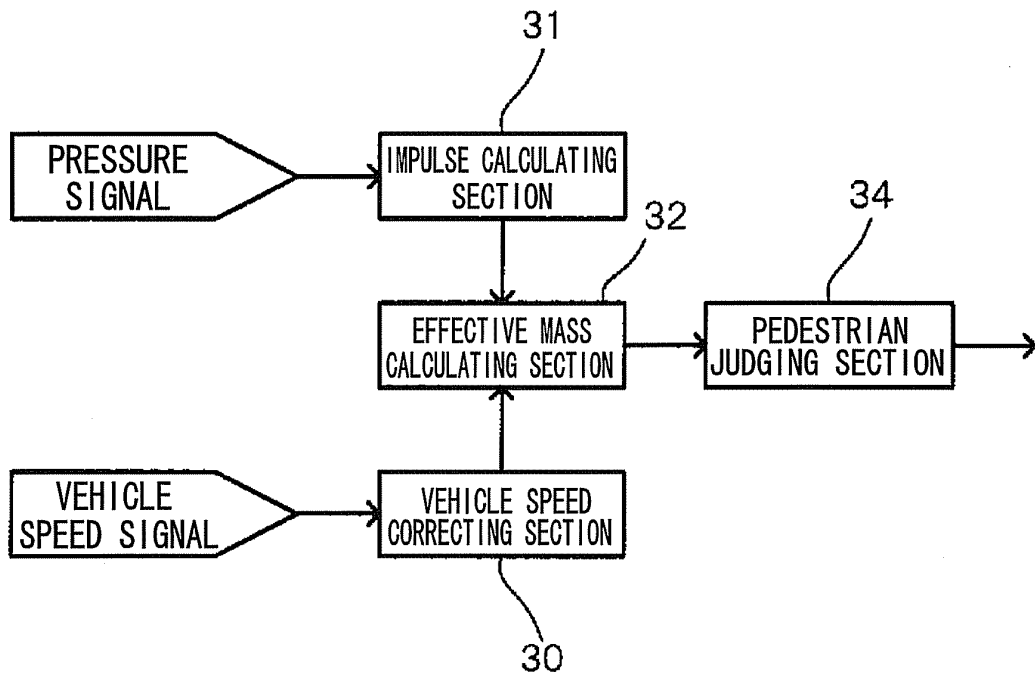 31
PRESSURE
SIGNAL
IMPULSE CALCULATING
SECTION
32
34
EFFECTIVE MASS
CALCULATING SECTION
PEDESTRIAN
JUDGING SECTION
VEHICLE
SPEED SIGNAL
VEHICLE SPEED
CORRECTING SECTION
30